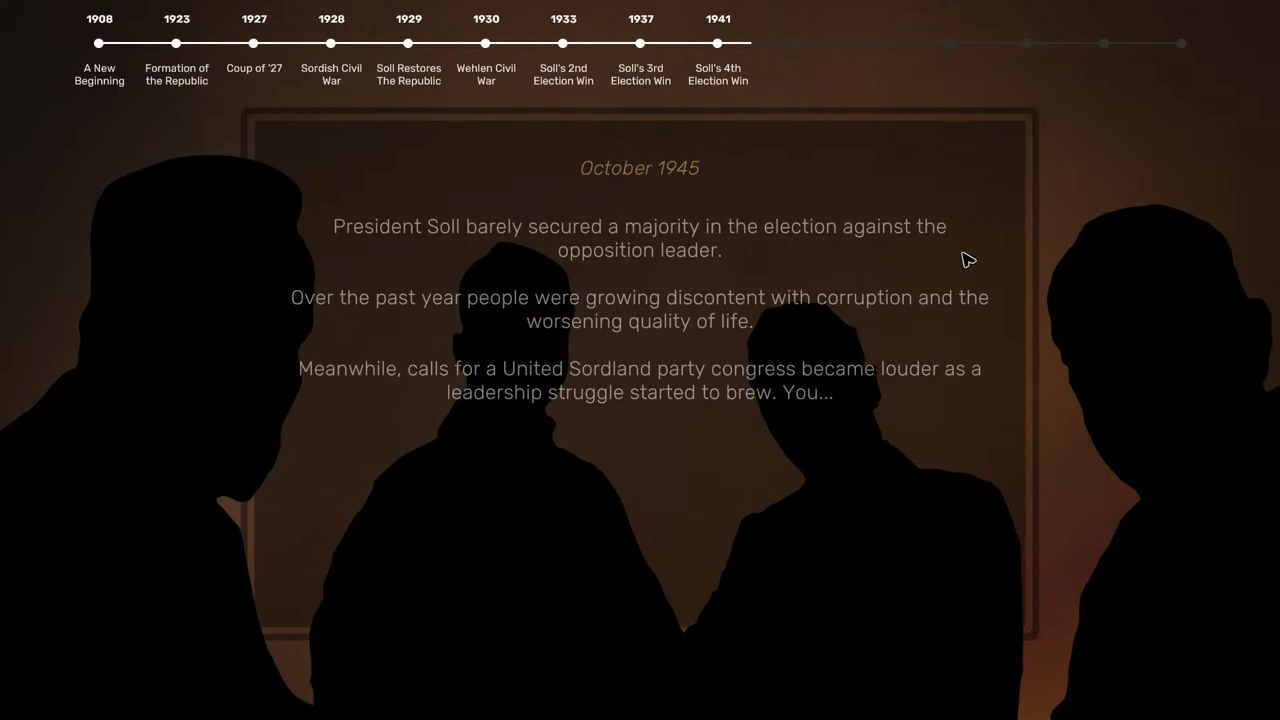 1908 1923 1927 1928 1929 1930 1933 1937 1941
A New Formation of Coup of '27 Sordish Civil Soll Restores Wehlen Civil Soll's 2nd Soll's 3rd Soll's 4th
Beginning the Republic War The Republic War Election Win Election Win Election Win
October 1945
President Soll barely secured a majority in the election against the
opposition leader.
Over the past year people were growing discontent with corruption and the
worsening quality of life.
Meanwhile, calls for a United Sordland party congress became louder as a
leadership struggle started to brew. You...